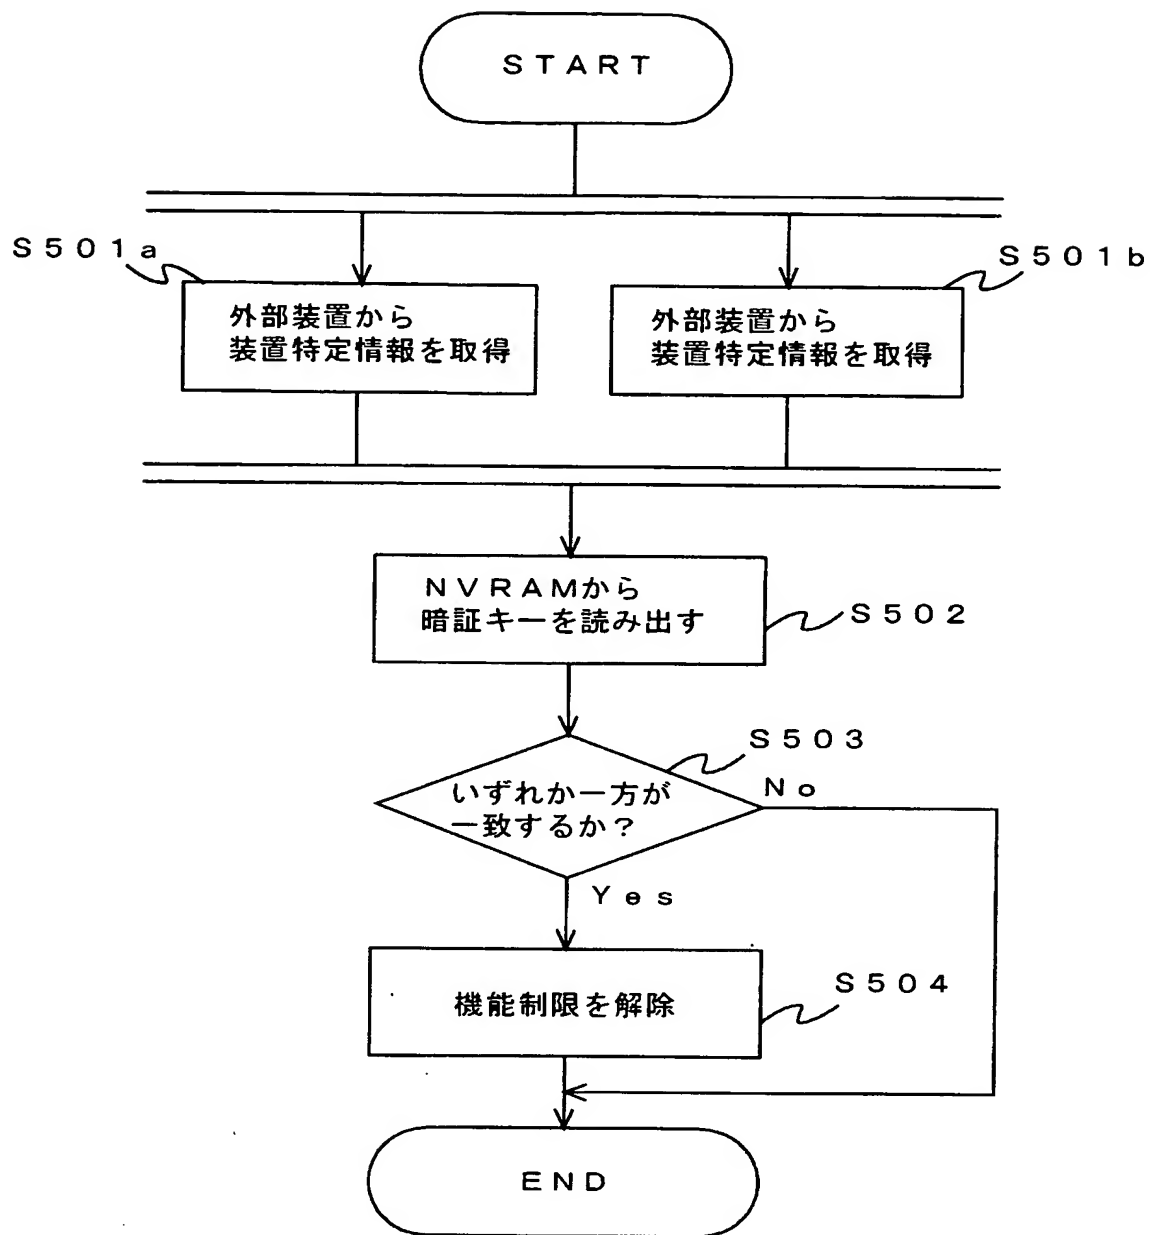 ＳＴＡＲＴ
Ｓ５０１ａ
Ｓ５０１ｂ
外部装置から
装置特定情報を取得
外部装置から
装置特定情報を取得
ＮＶＲＡＭから
暗証キーを読み出す
Ｓ５０２
Ｓ５０３
いずれか一方が
一致するか？
Ｎｏ
Ｙｅｓ
機能制限を解除
Ｓ５０４
ＥＮＤ